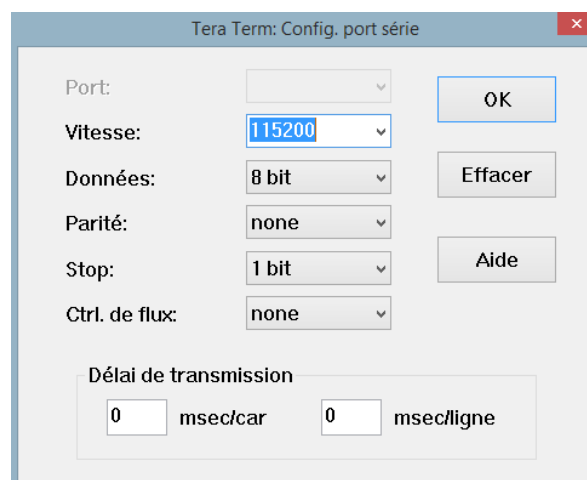 Tera Term: Config. port série
Port:
OK
Vitesse: 115200
Données: 8 bit
Effacer
Parité: none
Stop: 1 bit
Aide
Ctrl. de flux: none
Délai de transmission
0 msec/car 0 msec/ligne